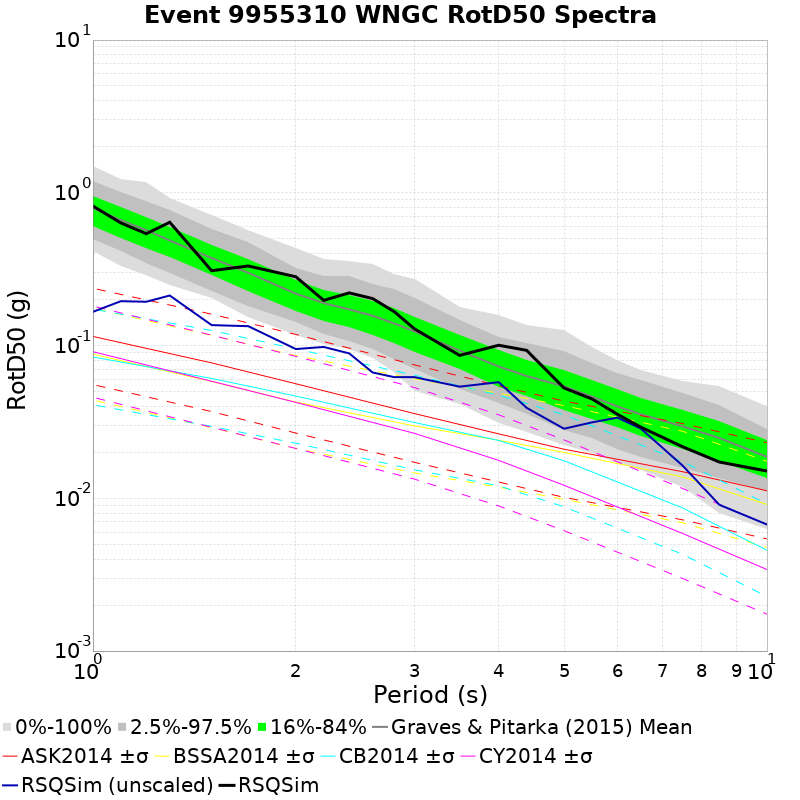 Event 9955310 WNGC RotD50 Spectra
10^1
10^0
10^-1
10^-2
10^-3
RotD50 (g)
10^0 2 3 4 5 6 7 8 9 10^1
Period (s)
0%-100% 2.5%-97.5% 16%-84% Graves & Pitarka (2015) Mean
ASK2014 ±σ BSSA2014 ±σ CB2014 ±σ CY2014 ±σ
RSQSim (unscaled) RSQSim